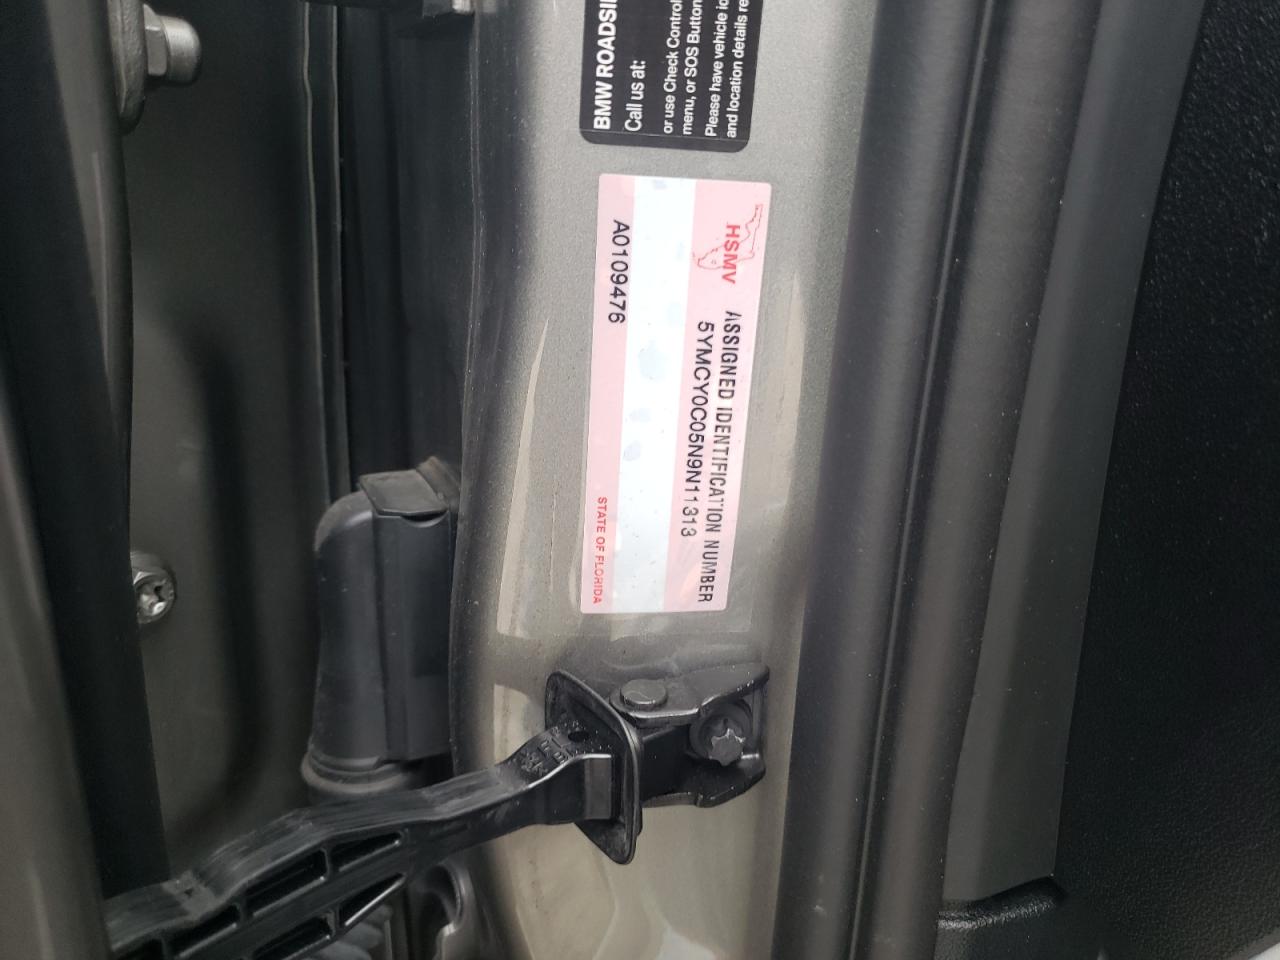 BMW ROADSI
Call us at:
or use Check Control
menu, or SOS Button
Please have vehicle
and location details
HSMV
ASSIGNED IDENTIFICATION NUMBER
5YMCY0C05N9N11313
A0109476
STATE OF FLORIDA